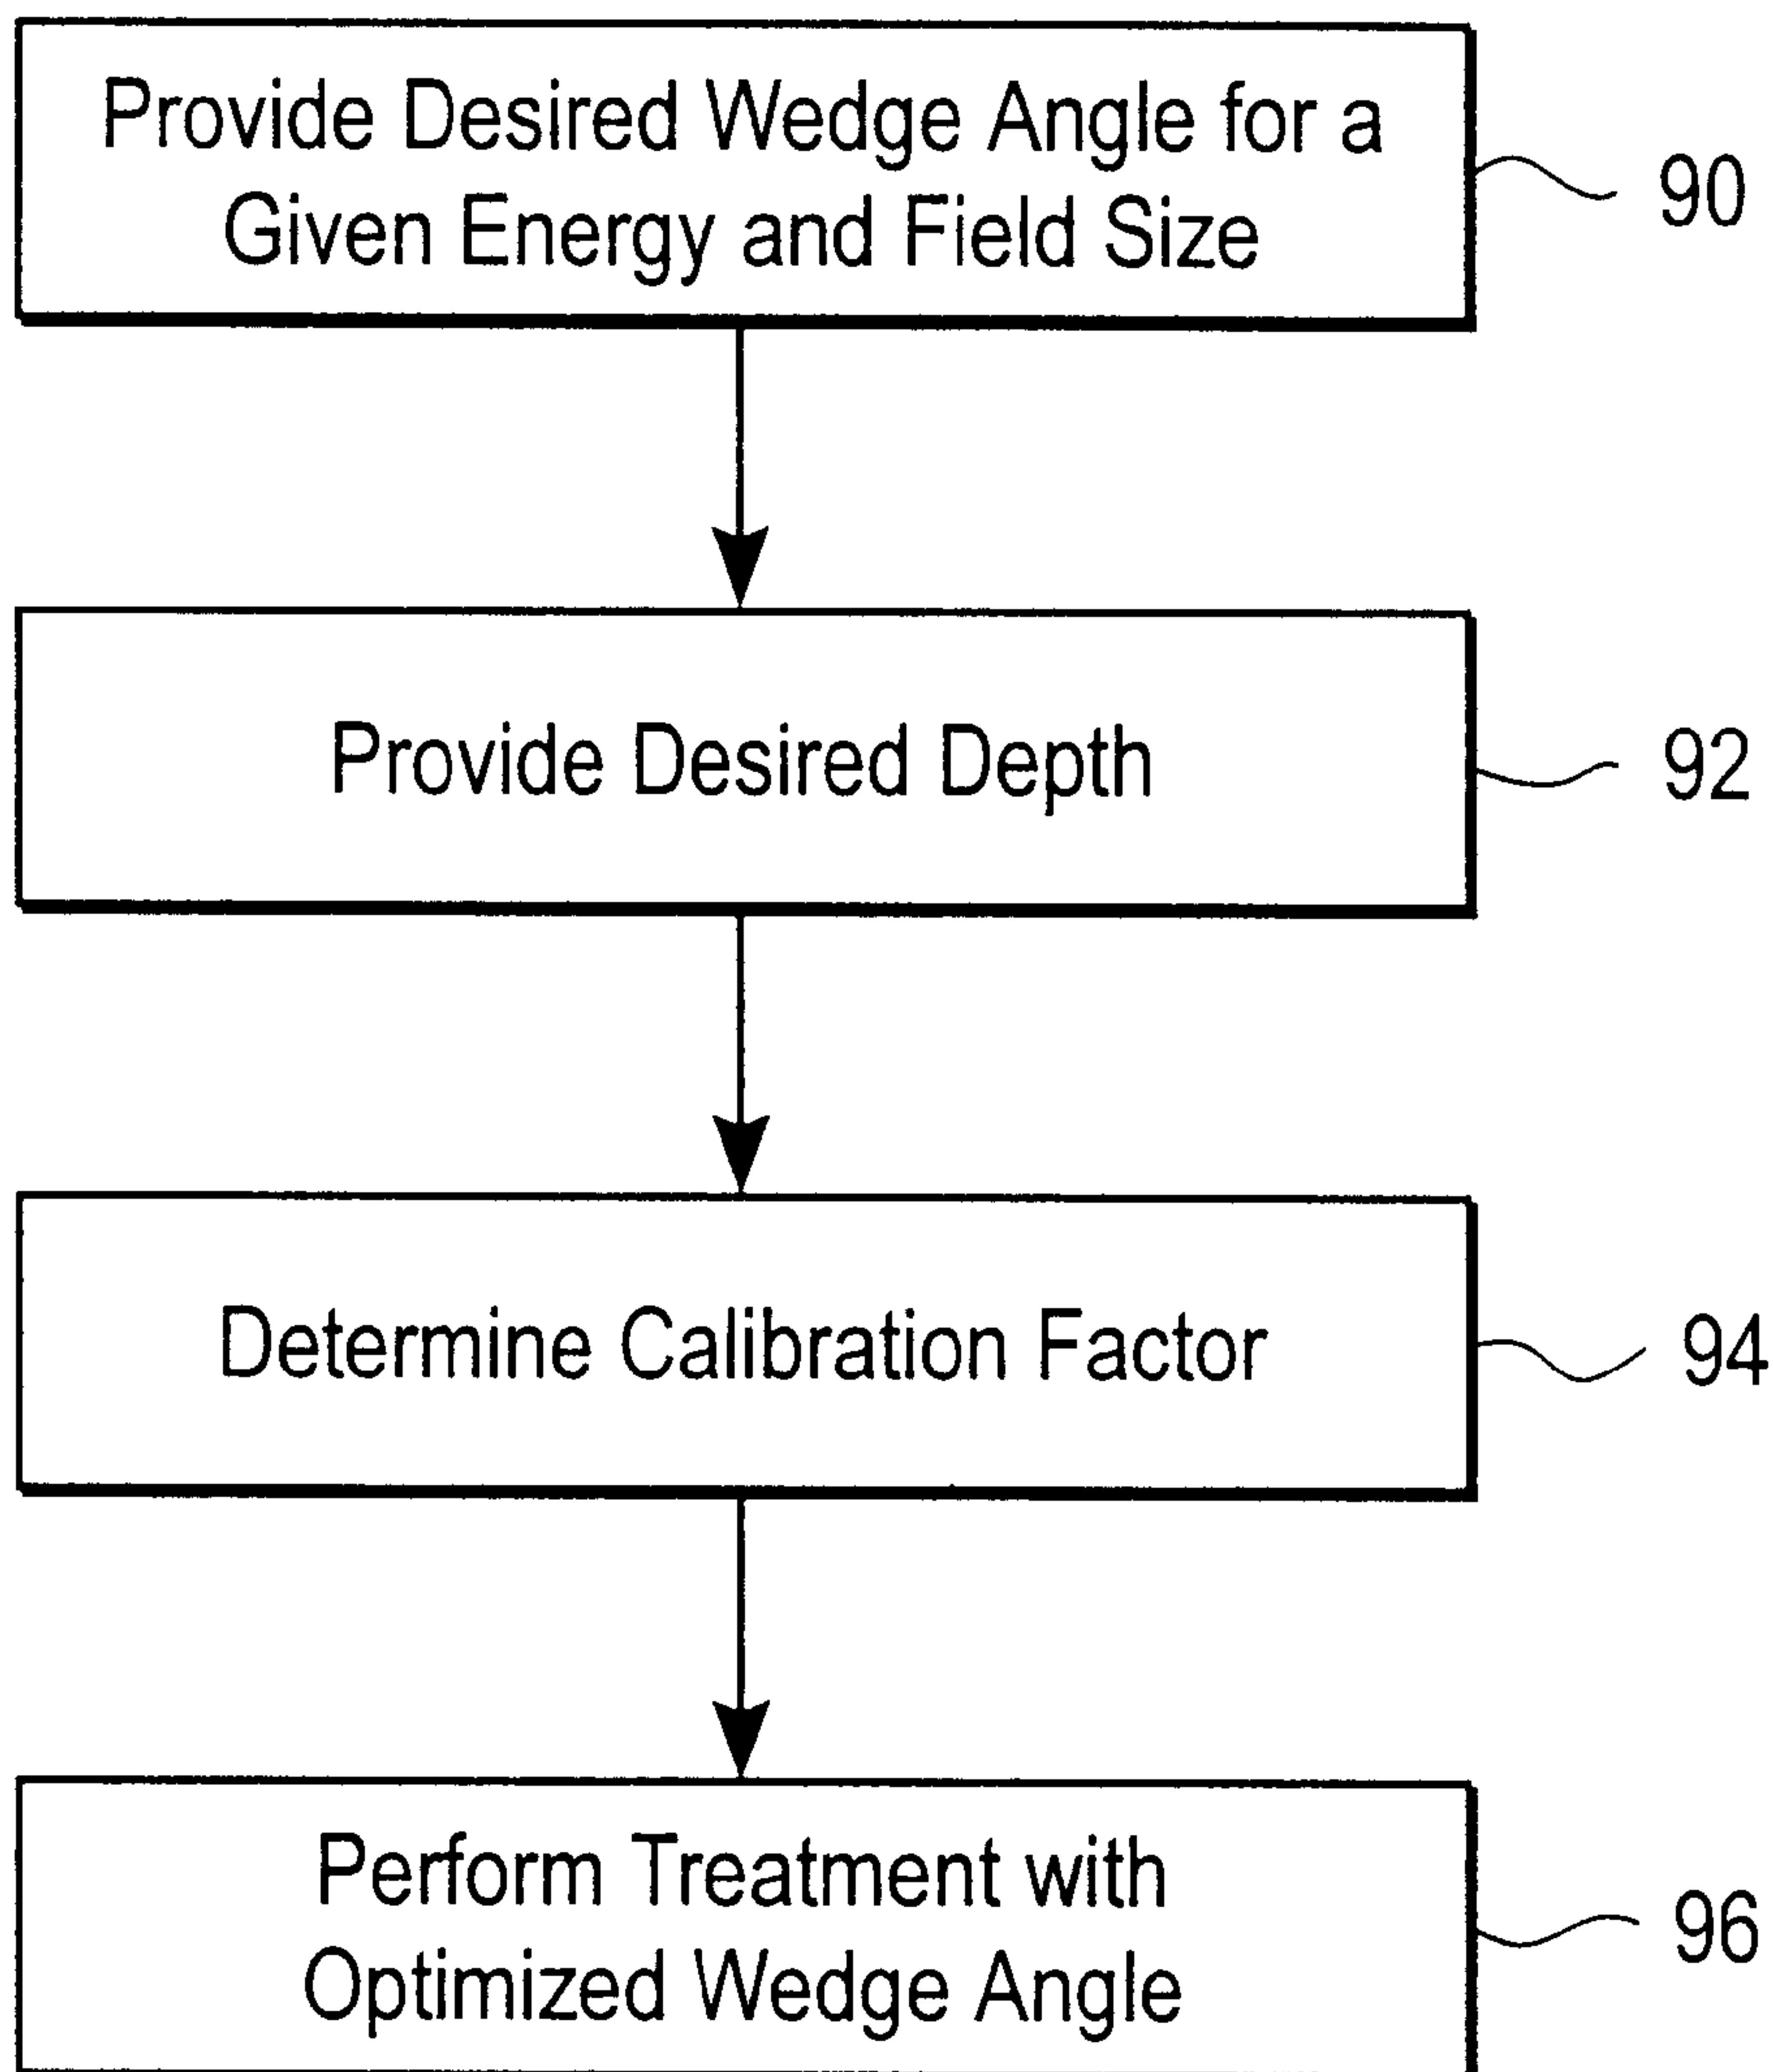 Provide Desired Wedge Angle for a
Given Energy and Field Size
90
Provide Desired Depth
92
Determine Calibration Factor
94
Perform Treatment with
Optimized Wedge Angle
96